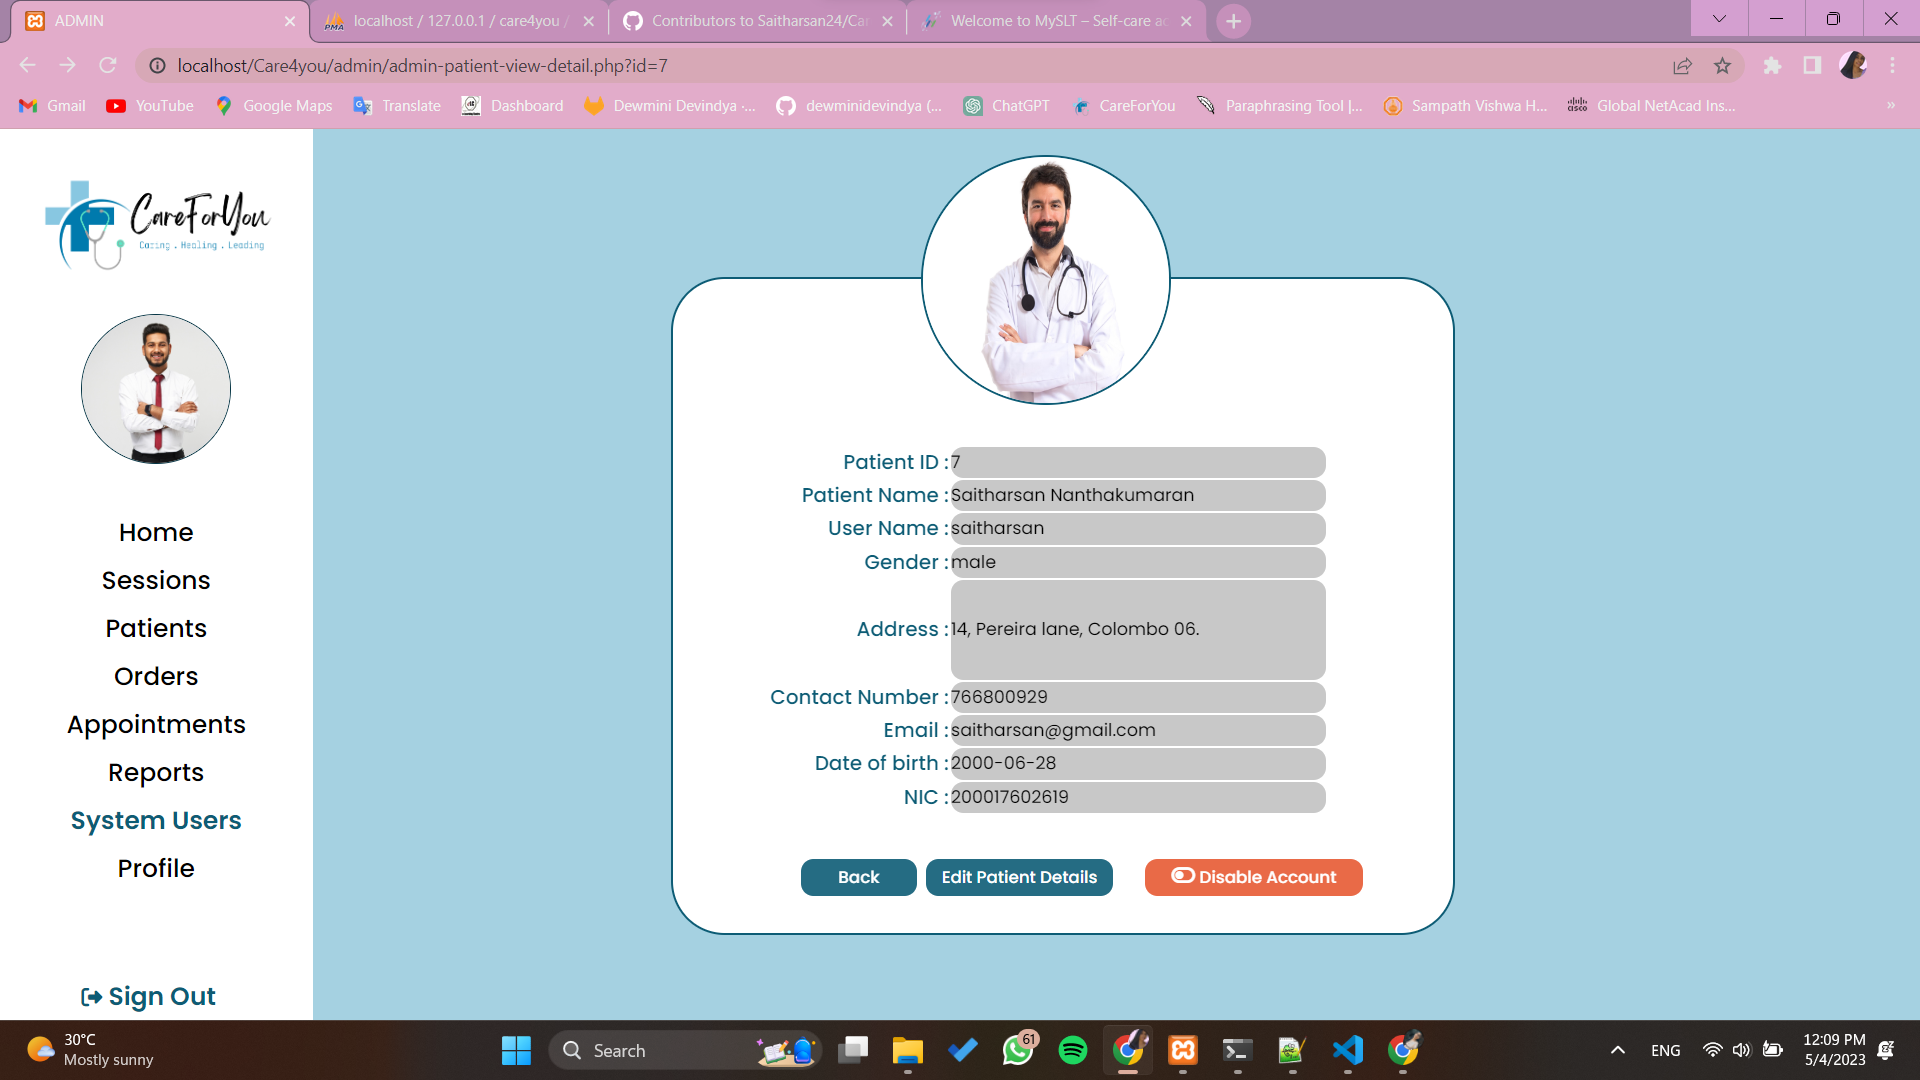 ADMIN
localhost / 127.0.0.1 / care4you /
Contributors to Saitharsan24/Car
Welcome to MySLT – Self-care ac
localhost/Care4you/admin/admin-patient-view-detail.php?id=7
Gmail
YouTube
Google Maps
Translate
Dashboard
Dewmini Devindya ·...
dewminidevindya (...
ChatGPT
CareForYou
Paraphrasing Tool |...
Sampath Vishwa H...
Global NetAcad Ins...
CareForYou
Caring . Healing . Leading
Home
Sessions
Patients
Orders
Appointments
Reports
System Users
Profile
Sign Out
Patient ID : 7
Patient Name : Saitharsan Nanthakumaran
User Name : saitharsan
Gender : male
Address : 14, Pereira lane, Colombo 06.
Contact Number : 766800929
Email : saitharsan@gmail.com
Date of birth : 2000-06-28
NIC : 200017602619
Back
Edit Patient Details
Disable Account
30°C
Mostly sunny
Search
61
ENG
12:09 PM
5/4/2023